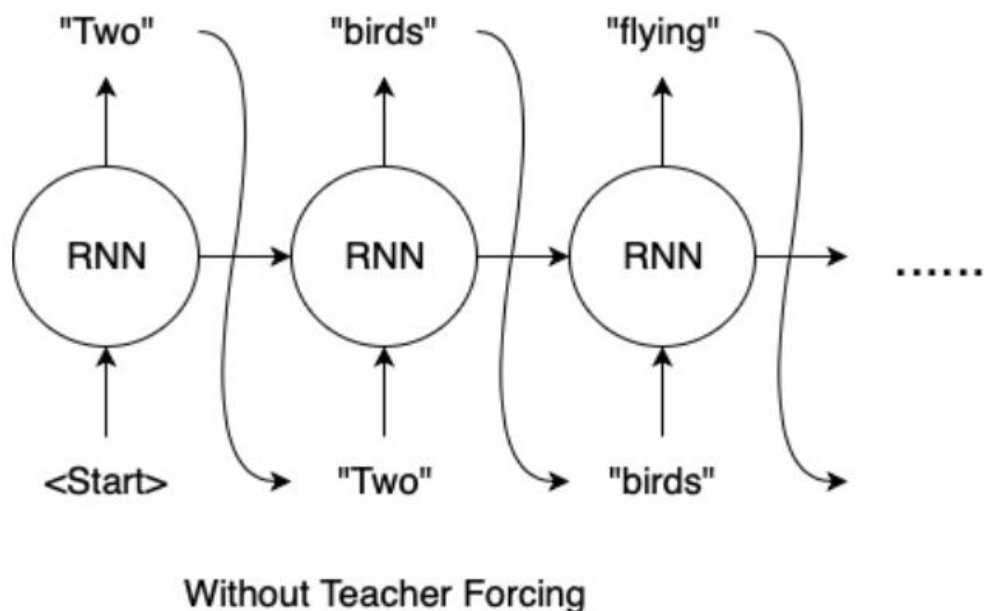 "Two" "birds" "flying"
RNN RNN RNN ......
<Start> "Two" "birds"
Without Teacher Forcing